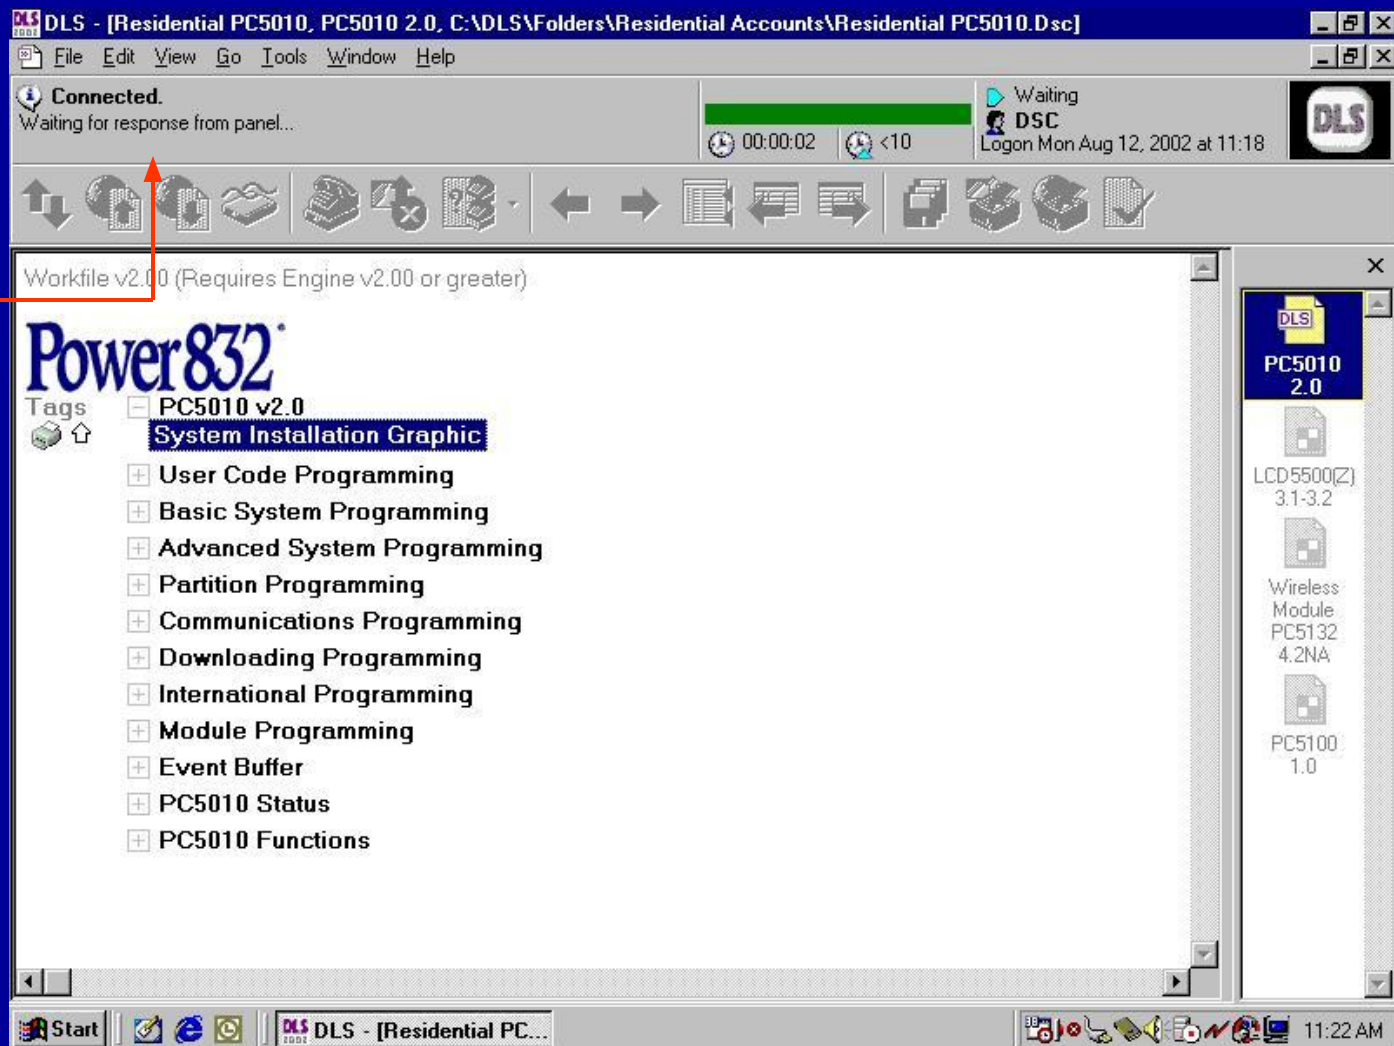 DLS - [Residential PC5010, PC5010 2.0, C:\DLS\Folders\Residential Accounts\Residential PC5010.Dsc]
File Edit View Go Tools Window Help
Connected.
Waiting for response from panel...
00:00:02
<10
Waiting
DSC
Logon Mon Aug 12, 2002 at 11:18
DLS
Workfile v2.00 (Requires Engine v2.00 or greater)
Power832
Tags
PC5010 v2.0
System Installation Graphic
User Code Programming
Basic System Programming
Advanced System Programming
Partition Programming
Communications Programming
Downloading Programming
International Programming
Module Programming
Event Buffer
PC5010 Status
PC5010 Functions
DLS
PC5010
2.0
LCD5500(Z)
3.1-3.2
Wireless
Module
PC5132
4.2NA
PC5100
1.0
Start
DLS - [Residential PC...
11:22 AM